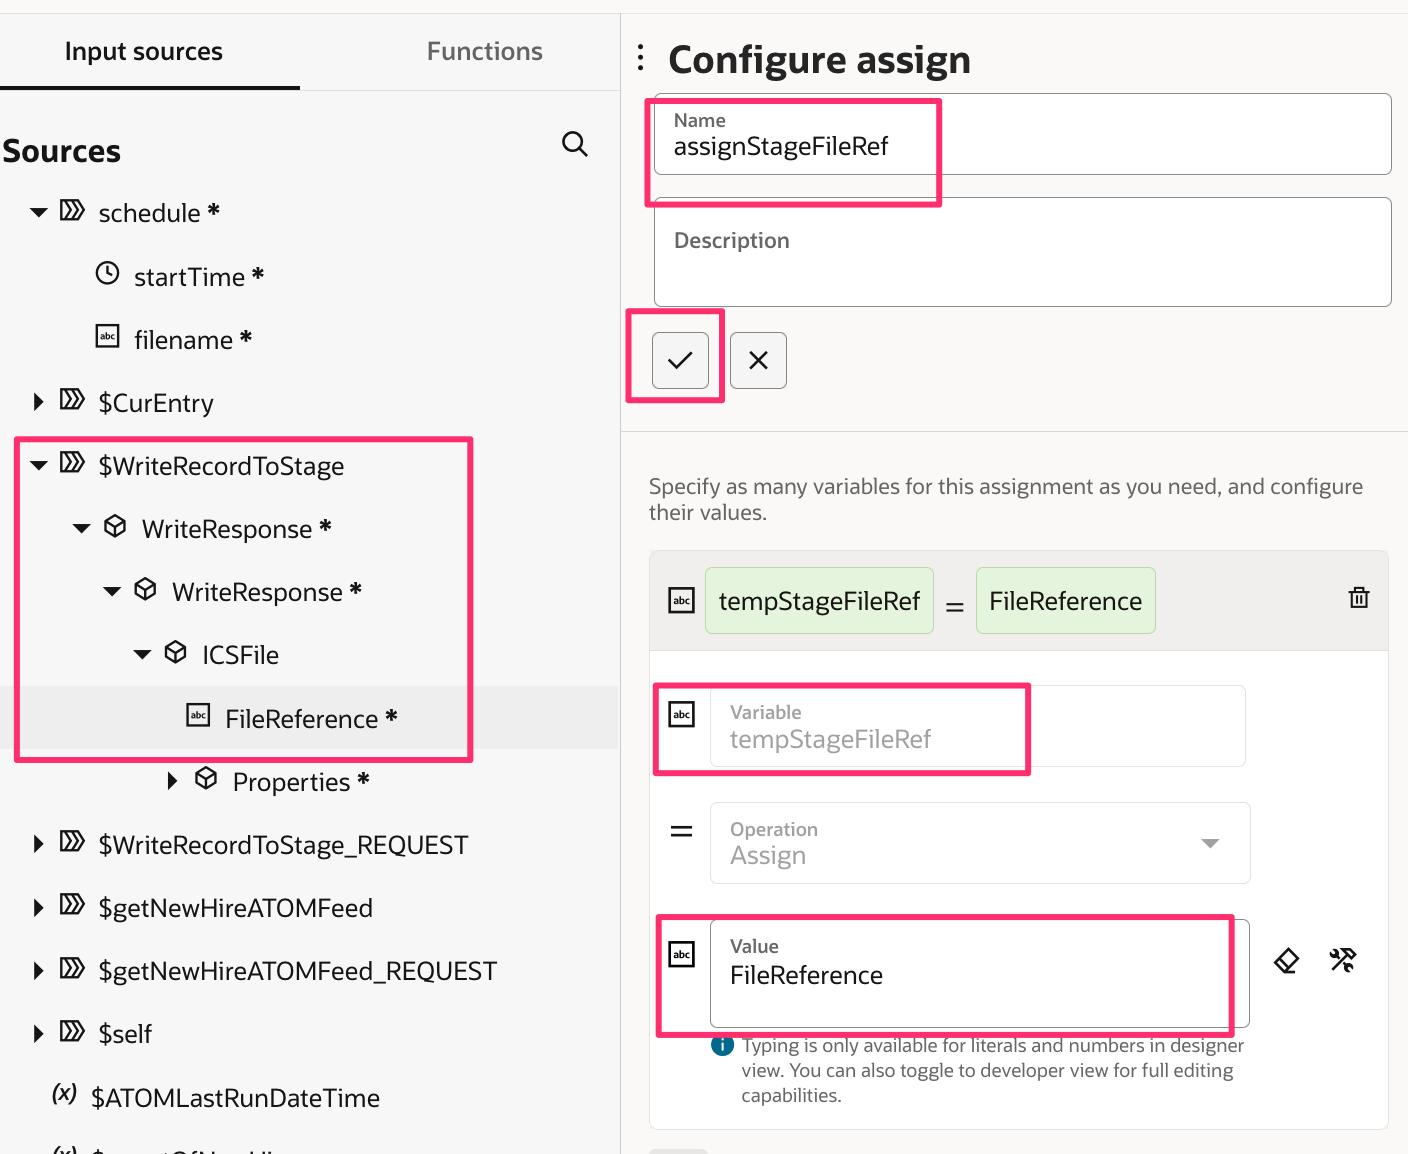 Input sources
Functions
Sources
schedule *
startTime *
abc filename *
$CurEntry
$WriteRecordToStage
WriteResponse *
WriteResponse *
ICSFile
abc FileReference *
Properties *
$WriteRecordToStage_REQUEST
$getNewHireATOMFeed
$getNewHireATOMFeed_REQUEST
$self
(x) $ATOMLastRunDateTime
Configure assign
Name
assignStageFileRef
Description
Specify as many variables for this assignment as you need, and configure
their values.
abc tempStageFileRef = FileReference
abc Variable
tempStageFileRef
= Operation
Assign
abc Value
FileReference
Typing is only available for literals and numbers in designer
view. You can also toggle to developer view for full editing
capabilities.